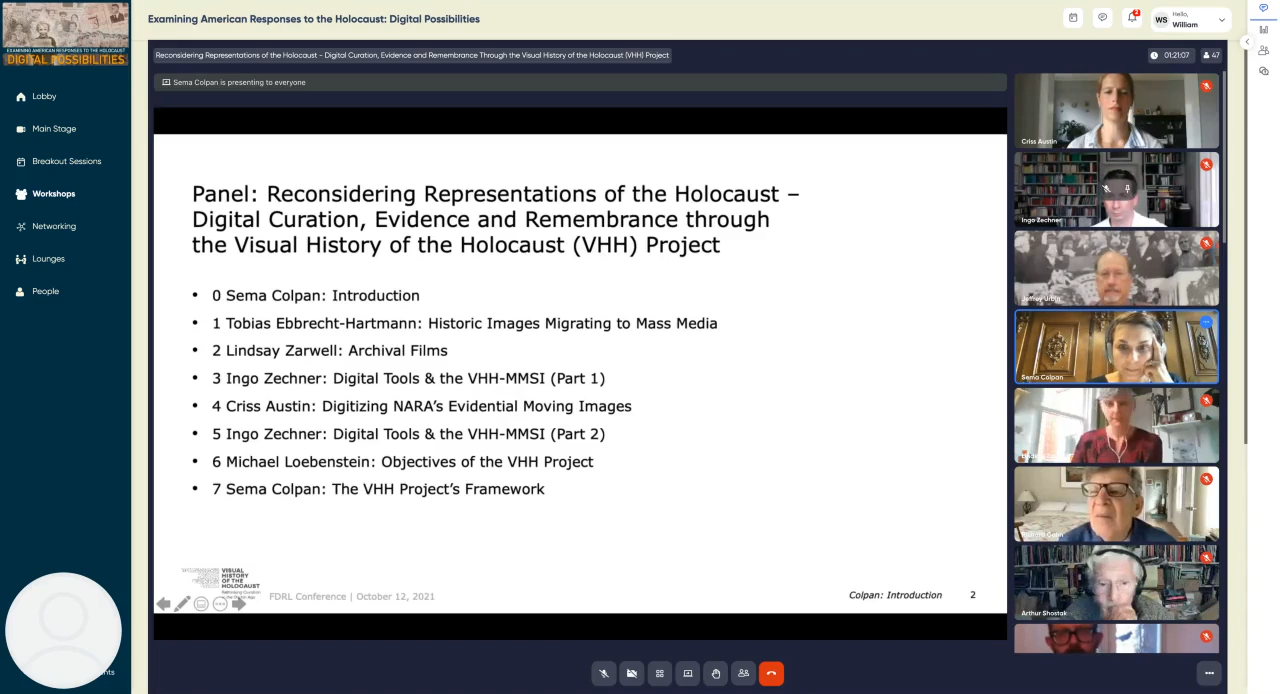 EXAMINING AMERICAN RESPONSES TO THE HOLOCAUST
DIGITAL POSSIBILITIES
Examining American Responses to the Holocaust: Digital Possibilities
2
WS
Hello,
William
Lobby
Main Stage
Breakout Sessions
Workshops
Networking
Lounges
People
Reconsidering Representations of the Holocaust - Digital Curation, Evidence and Remembrance Through the Visual History of the Holocaust (VHH) Project
01:21:07
47
Sema Colpan is presenting to everyone
Panel: Reconsidering Representations of the Holocaust –
Digital Curation, Evidence and Remembrance through
the Visual History of the Holocaust (VHH) Project
• 0 Sema Colpan: Introduction
• 1 Tobias Ebbrecht-Hartmann: Historic Images Migrating to Mass Media
• 2 Lindsay Zarwell: Archival Films
• 3 Ingo Zechner: Digital Tools & the VHH-MMSI (Part 1)
• 4 Criss Austin: Digitizing NARA's Evidential Moving Images
• 5 Ingo Zechner: Digital Tools & the VHH-MMSI (Part 2)
• 6 Michael Loebenstein: Objectives of the VHH Project
• 7 Sema Colpan: The VHH Project's Framework
VISUAL
HISTORY
OF THE
HOLOCAUST
Rethinking Curation
FDRL Conference | October 12, 2021
Colpan: Introduction
2
Criss Austin
Ingo Zechner
Jeffrey Urbin
Sema Colpan
Arthur Shostak
nts